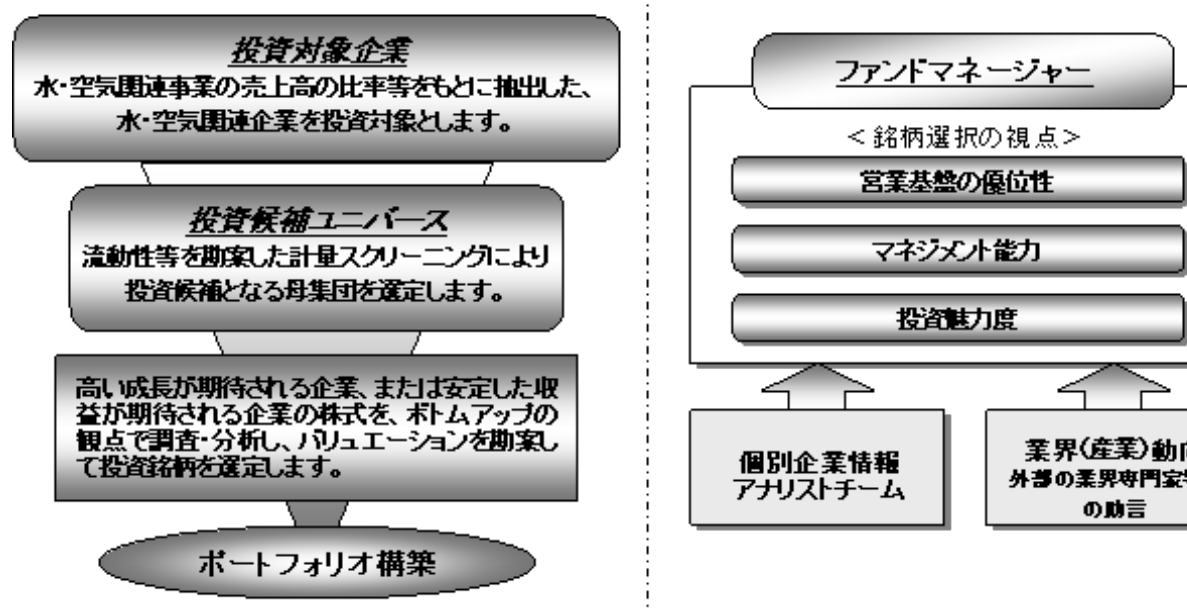 投資対象企業
水・空気関連事業の売上高の比率等をもとに抽出した、
水・空気関連企業を投資対象とします。
投資候補ユニバース
流動性等を勘案した計量スクリーニングにより
投資候補となる母集団を選定します。
高い成長が期待される企業、または安定した収
益が期待される企業の株式を、ボトムアップの
観点で調査・分析し、バリュエーションを勘案し
て投資銘柄を選定します。
ポートフォリオ構築
ファンドマネージャー
＜銘柄選択の視点＞
営業基盤の優位性
マネジメント能力
投資魅力度
個別企業情報
アナリストチーム
業界(産業)動
外部の業界専門家
の助言